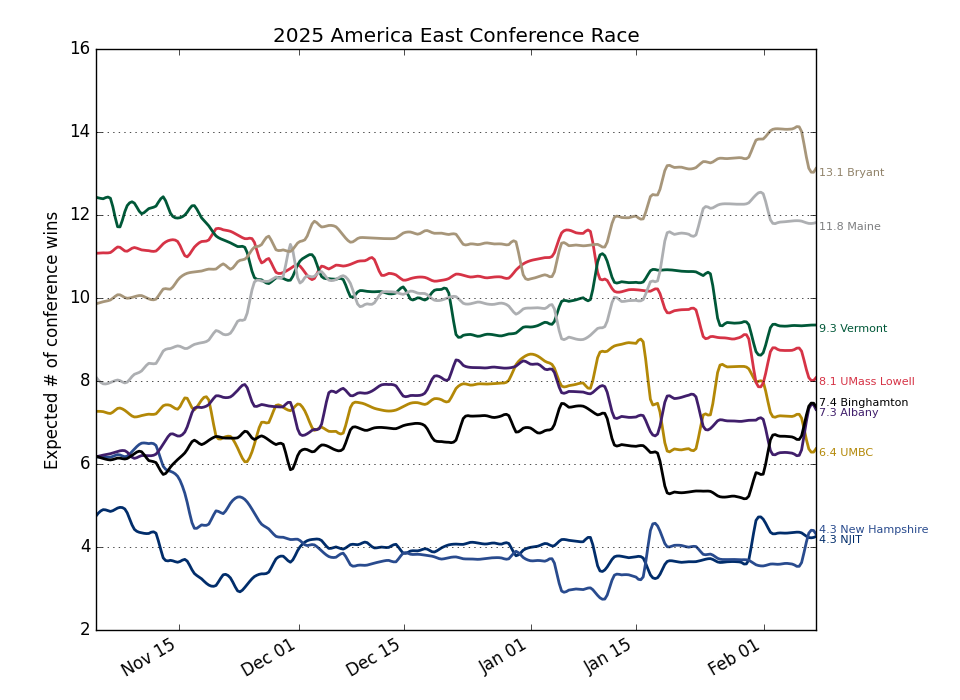 2025 America East Conference Race
Expected # of conference wins
16
14
12
10
8
6
4
2
13.1 Bryant
11.8 Maine
9.3 Vermont
8.1 UMass Lowell
7.4 Binghamton
7.3 Albany
6.4 UMBC
4.3 New Hampshire
4.3 NJIT
Nov 15
Dec 01
Dec 15
Jan 01
Jan 15
Feb 01